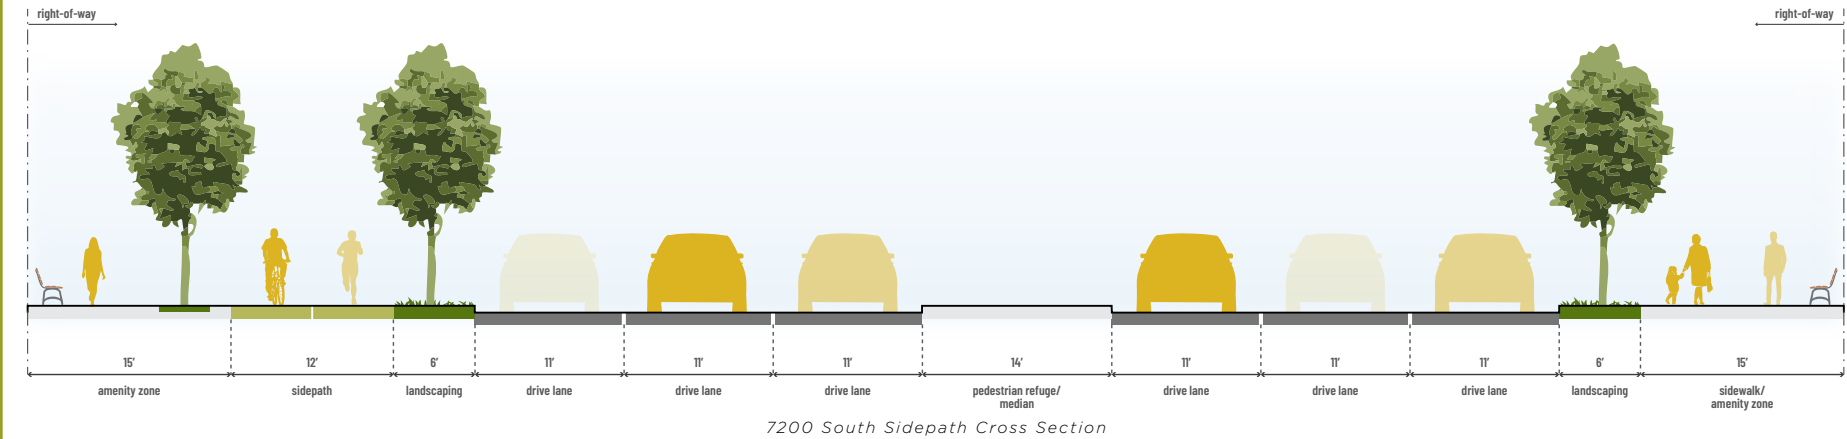 right-of-way
right-of-way
15’ 12’ 6’ 11’ 11’ 11’ 14’ 11’ 11’ 11’ 6’ 15’
amenity zone sidepath landscaping drive lane drive lane drive lane pedestrian refuge/ drive lane drive lane drive lane landscaping sidewalk/
median amenity zone
7200 South Sidepath Cross Section